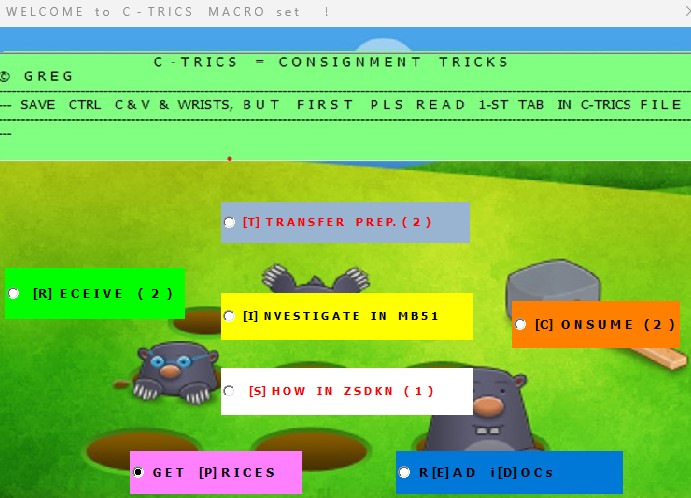 WELCOME to C-TRICS MACRO set !
C-TRICS = CONSIGNMENT TRICKS
© GREG
--- SAVE CTRL C&V & WRISTS, BUT FIRST PLS READ 1-ST TAB IN C-TRICS FILE
---
[T] TRANSFER PREP. ( 2 )
[R] ECEIVE ( 2 )
[I] NVESTIGATE IN MB51
[C] ONSUME ( 2 )
[S] HOW IN ZSDKN ( 1 )
GET [P] RICES
R [E] AD i [D] OCs